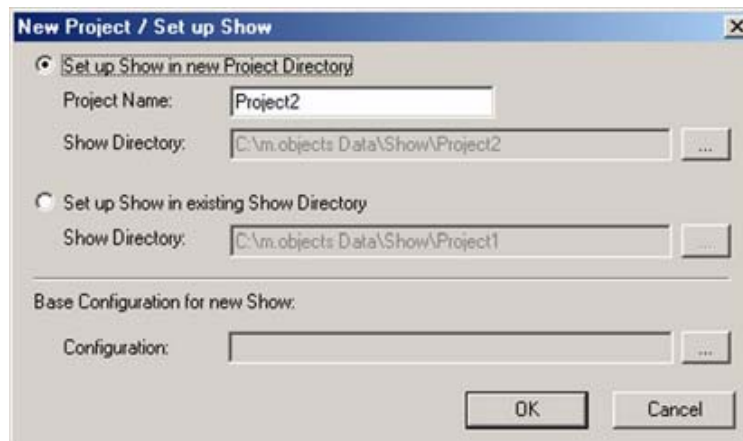 New Project / Set up Show
Set up Show in new Project Directory
Project Name: Project2
Show Directory: C:\m.objects Data\Show\Project2 ...
Set up Show in existing Show Directory
Show Directory: C:\m.objects Data\Show\Project1 ...
Base Configuration for new Show:
Configuration: ...
OK Cancel